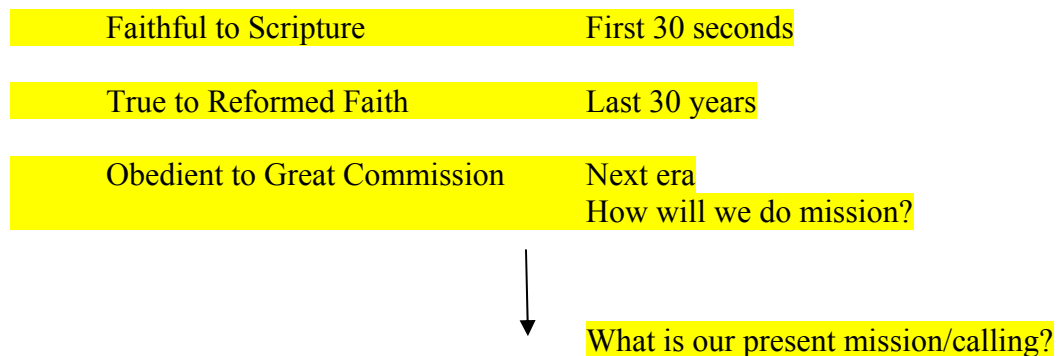 Faithful to Scripture First 30 seconds
True to Reformed Faith Last 30 years
Obedient to Great Commission Next era
How will we do mission?
What is our present mission/calling?